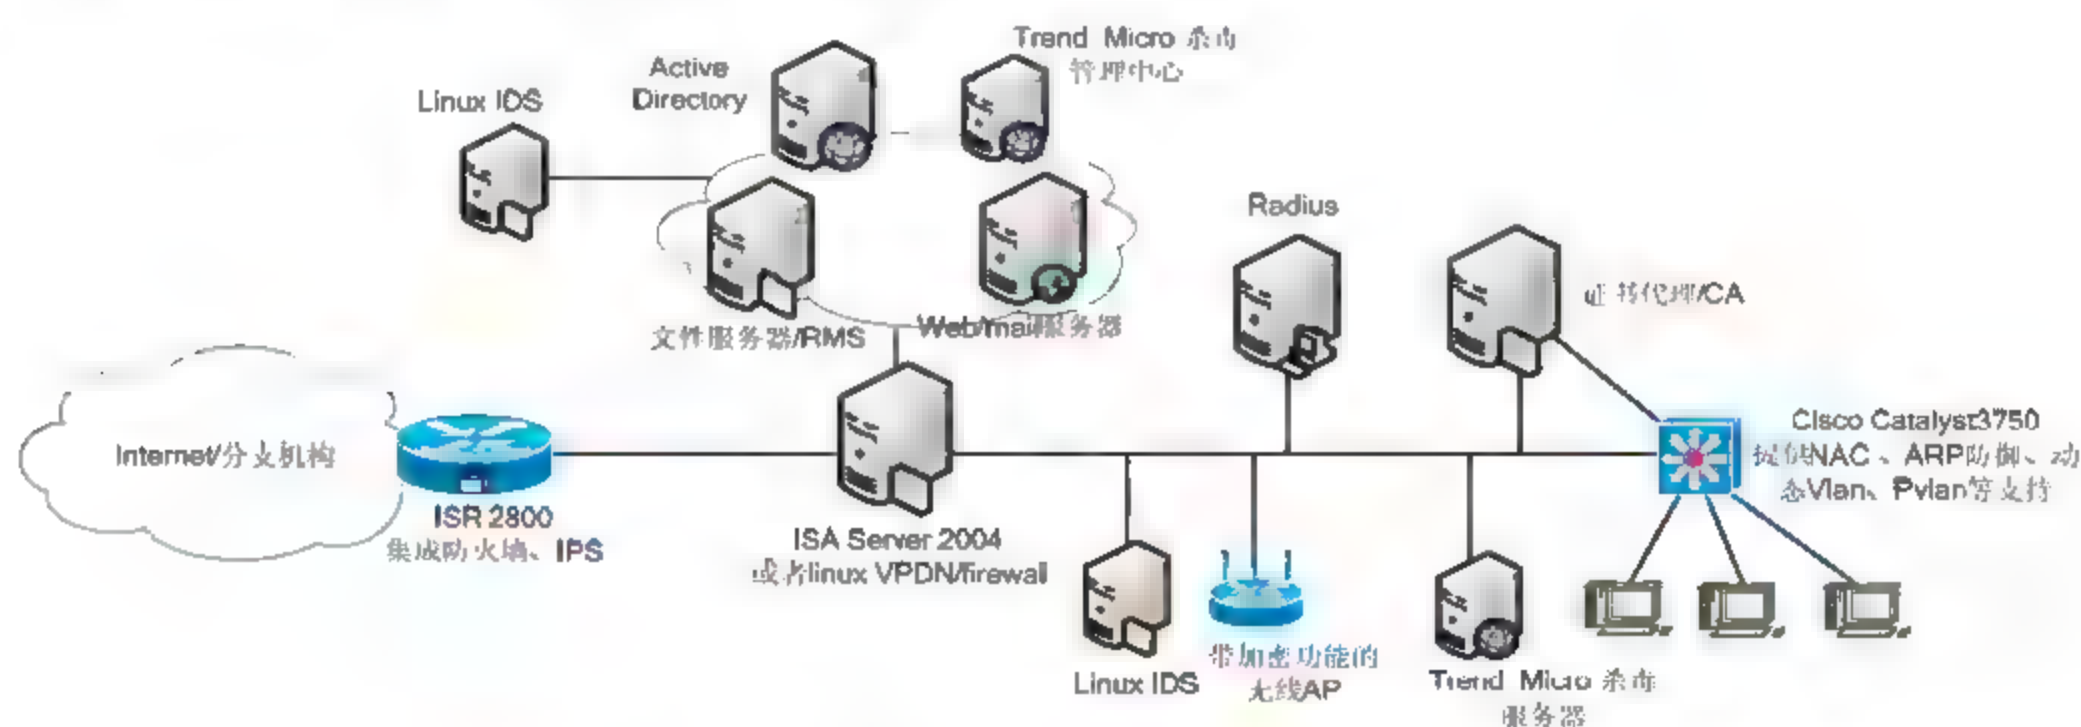 Trend Micro 杀毒
管理中心
Active
Directory
Linux IDS
Radius
证书代理/CA
文件服务器/RMS
Web/mail服务器
Internet/分支机构
Cisco Catalyst3750
提供NAC、ARP防御、动
态Vlan、Pvlan等支持
ISR 2800
集成防火墙、IPS
ISA Server 2004
或者linux VPDN/firewall
Linux IDS
带加密功能的
无线AP
Trend Micro 杀毒
服务器